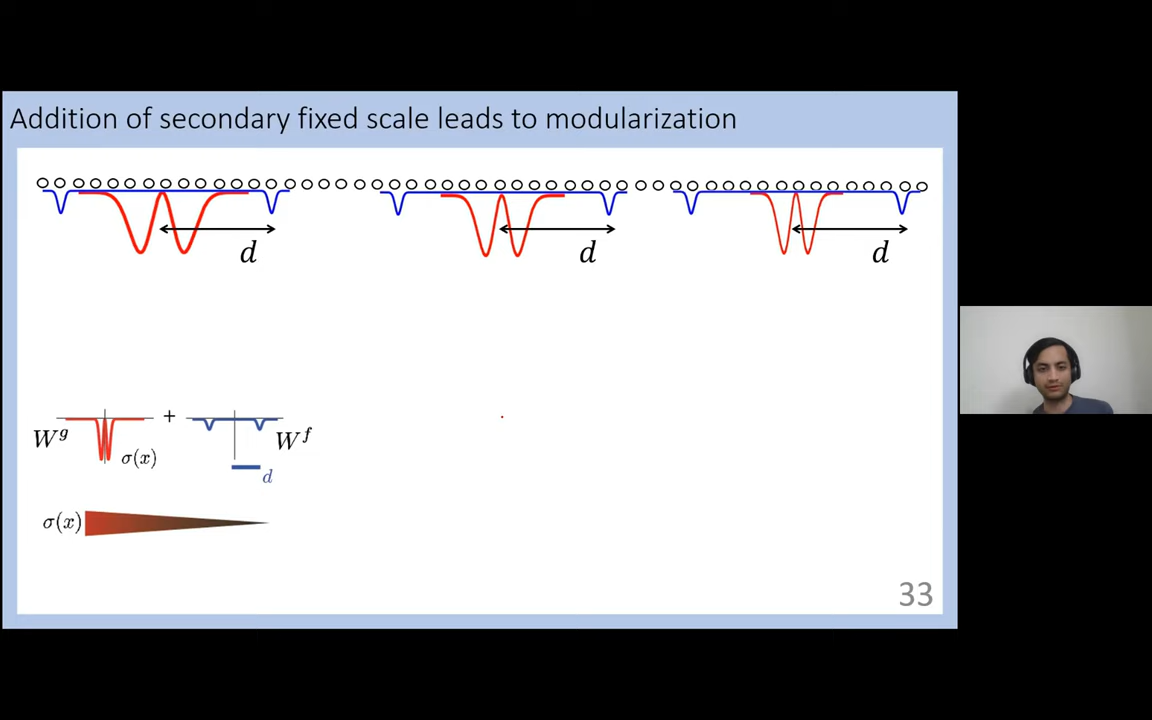 Addition of secondary fixed scale leads to modularization
d d d
W^g + W^f
σ(x)
d
σ(x)
33